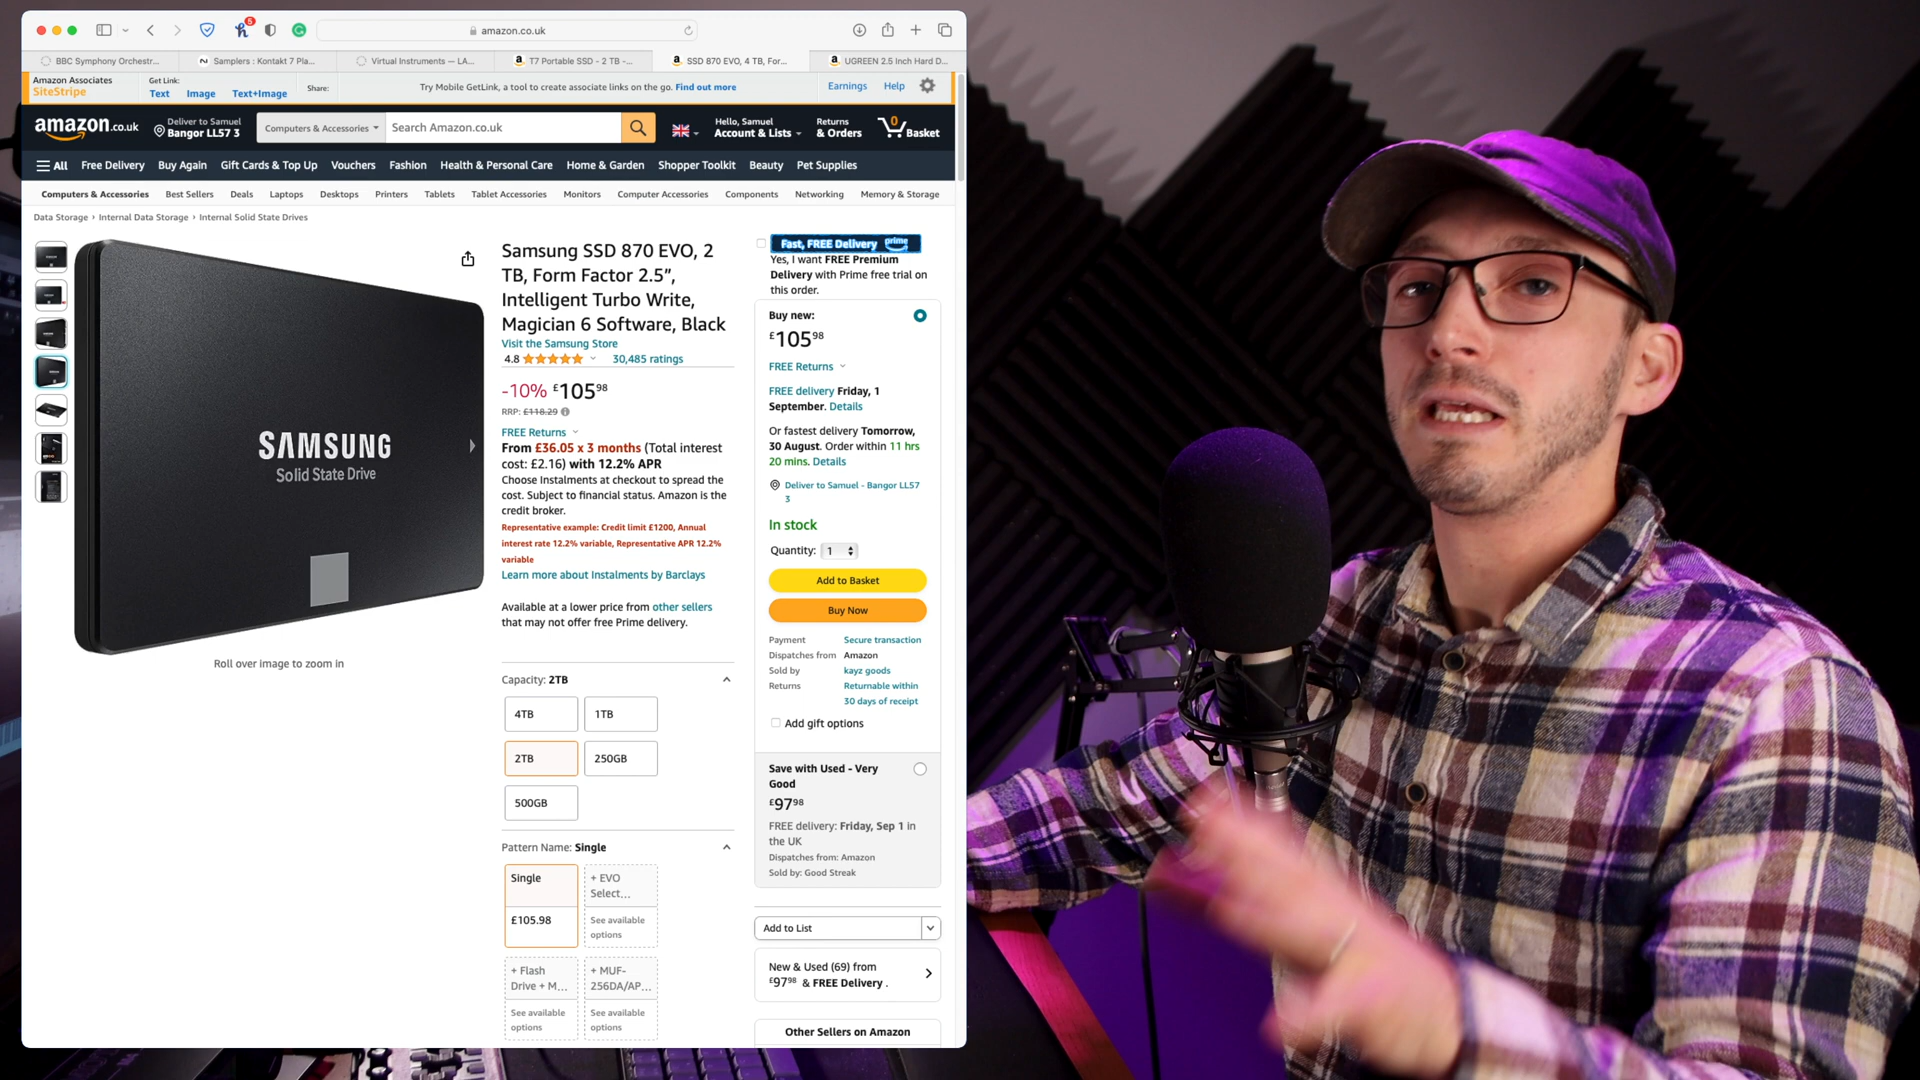 5
amazon.co.uk
BBC Symphony Orchestr...
Samplers : Kontakt 7 Pla...
Virtual Instruments — LA...
T7 Portable SSD - 2 TB -...
SSD 870 EVO, 4 TB, For...
UGREEN 2.5 Inch Hard D...
Amazon Associates
SiteStripe
Get Link:
Text Image Text+Image
Share:
Try Mobile GetLink, a tool to create associate links on the go. Find out more
Earnings Help
amazon.co.uk
Deliver to Samuel
Bangor LL57 3
Computers & Accessories
Search Amazon.co.uk
Hello, Samuel
Account & Lists
Returns
& Orders
0
Basket
All Free Delivery Buy Again Gift Cards & Top Up Vouchers Fashion Health & Personal Care Home & Garden Shopper Toolkit Beauty Pet Supplies
Computers & Accessories Best Sellers Deals Laptops Desktops Printers Tablets Tablet Accessories Monitors Computer Accessories Components Networking Memory & Storage
Data Storage › Internal Data Storage › Internal Solid State Drives
SAMSUNG
Solid State Drive
Roll over image to zoom in
Samsung SSD 870 EVO, 2
TB, Form Factor 2.5”,
Intelligent Turbo Write,
Magician 6 Software, Black
Visit the Samsung Store
4.8 30,485 ratings
-10% £105.98
RRP: £118.29
FREE Returns
From £36.05 x 3 months (Total interest
cost: £2.16) with 12.2% APR
Choose Instalments at checkout to spread the
cost. Subject to financial status. Amazon is the
credit broker.
Representative example: Credit limit £1200, Annual
interest rate 12.2% variable, Representative APR 12.2%
variable
Learn more about Instalments by Barclays
Available at a lower price from other sellers
that may not offer free Prime delivery.
Capacity: 2TB
4TB 1TB
2TB 250GB
500GB
Pattern Name: Single
Single
£105.98
+ EVO
Select...
See available
options
+ Flash
Drive + M...
See available
options
+ MUF-
256DA/AP...
See available
options
Fast, FREE Delivery prime
Yes, I want FREE Premium
Delivery with Prime free trial on
this order.
Buy new:
£105.98
FREE Returns
FREE delivery Friday, 1
September. Details
Or fastest delivery Tomorrow,
30 August. Order within 11 hrs
20 mins. Details
Deliver to Samuel - Bangor LL57
3
In stock
Quantity: 1
Add to Basket
Buy Now
Payment Secure transaction
Dispatches from Amazon
Sold by kayz goods
Returns Returnable within
30 days of receipt
Add gift options
Save with Used - Very
Good
£97.98
FREE delivery: Friday, Sep 1 in
the UK
Dispatches from: Amazon
Sold by: Good Streak
Add to List
New & Used (69) from
£97.98 & FREE Delivery .
Other Sellers on Amazon